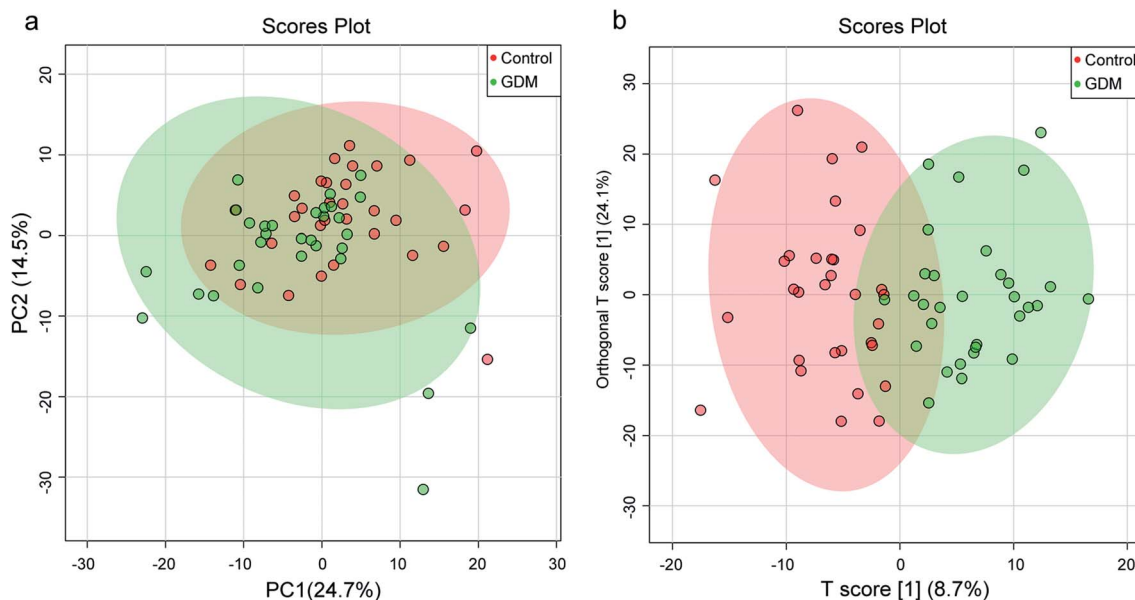 a
Scores Plot
Control
GDM
20
10
0
-10
-20
-30
PC2 (14.5%)
-30
-20
-10
0
10
20
30
PC1(24.7%)
b
Scores Plot
Control
GDM
30
20
10
0
-10
-20
-30
Orthogonal T score [1] (24.1%)
-20
-10
0
10
20
T score [1] (8.7%)